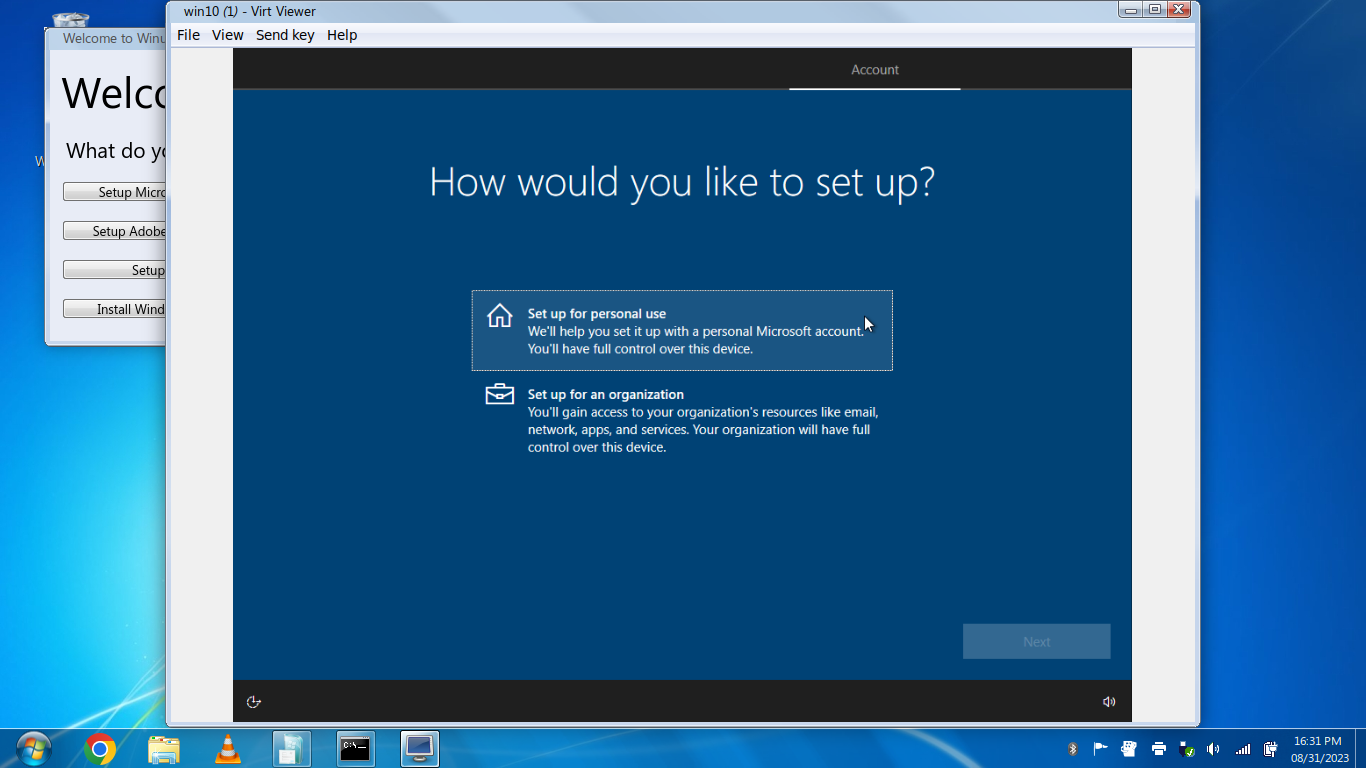 win10 (1) - Virt Viewer
File View Send key Help
Welcome to Winu
Welco
What do yo
Setup Micro
Setup Adobe
Setup
Install Wind
W
Account
How would you like to set up?
Set up for personal use
We'll help you set it up with a personal Microsoft account.
You'll have full control over this device.
Set up for an organization
You'll gain access to your organization's resources like email,
network, apps, and services. Your organization will have full
control over this device.
Next
C:\._
16:31 PM
08/31/2023